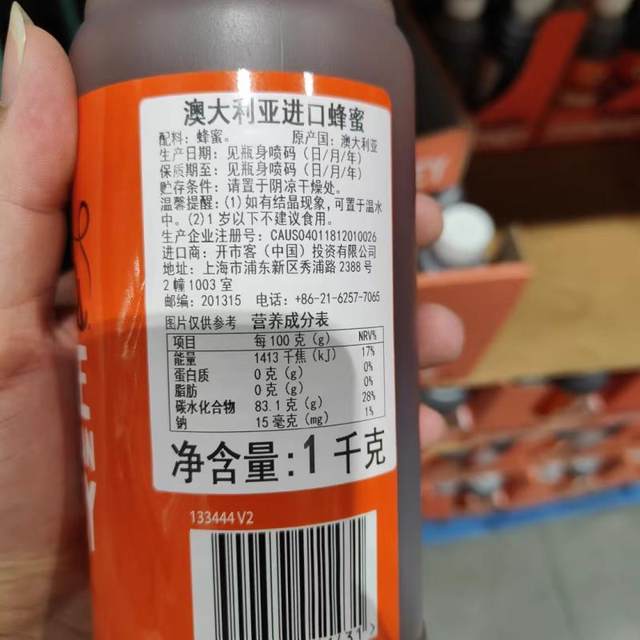 澳大利亚进口蜂蜜
配料：蜂蜜。 原产国：澳大利亚
生产日期：见瓶身喷码（日/月/年）
保质期至：见瓶身喷码（日/月/年）
贮存条件：请置于阴凉干燥处。
温馨提醒：(1)如有结晶现象，可置于温水
中。(2)1岁以下不建议食用。
生产企业注册号：CAUS04011812010026
进口商：开市客（中国）投资有限公司
地址：上海市浦东新区秀浦路2388号
2幢1003室
邮编：201315 电话：+86-21-6257-7065
图片仅供参考 营养成分表
项目 每100克（g） NRV%
能量 1413千焦（kJ） 17%
蛋白质 0克（g） 0%
脂肪 0克（g） 0%
碳水化合物 83.1克（g） 28%
钠 15毫克（mg） 1%
净含量：1千克
133444 V2